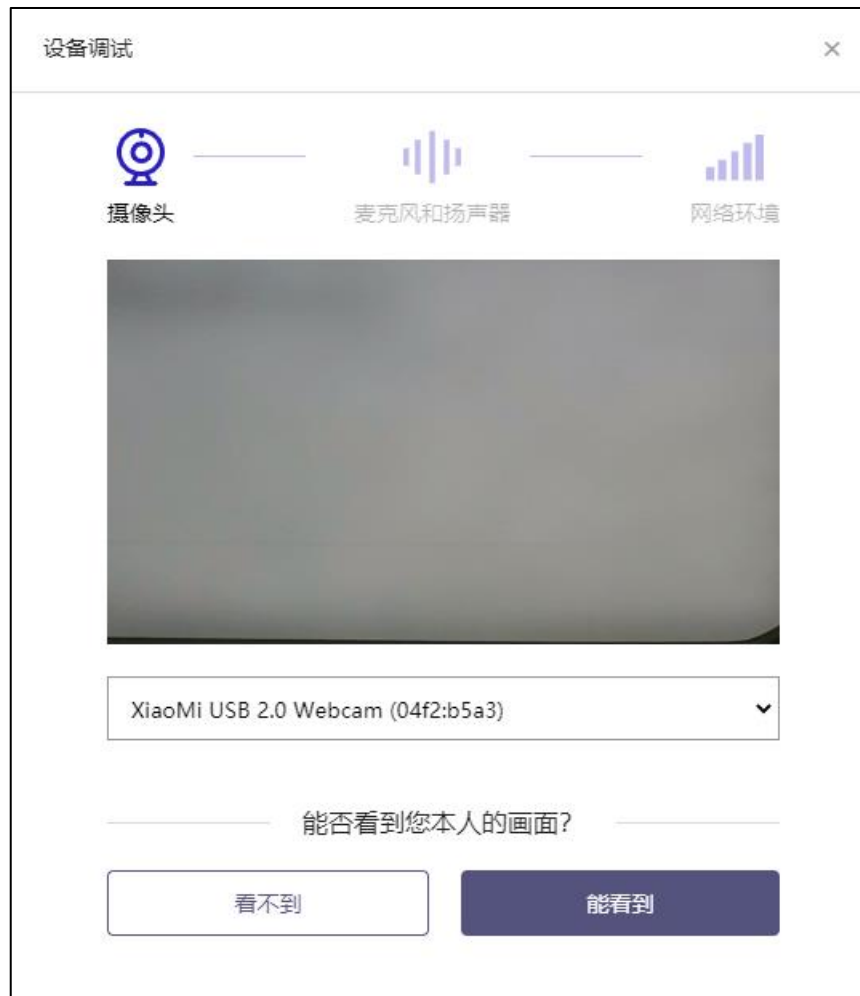 设备调试
摄像头
麦克风和扬声器
网络环境
XiaoMi USB 2.0 Webcam (04f2:b5a3)
能否看到您本人的画面?
看不到
能看到